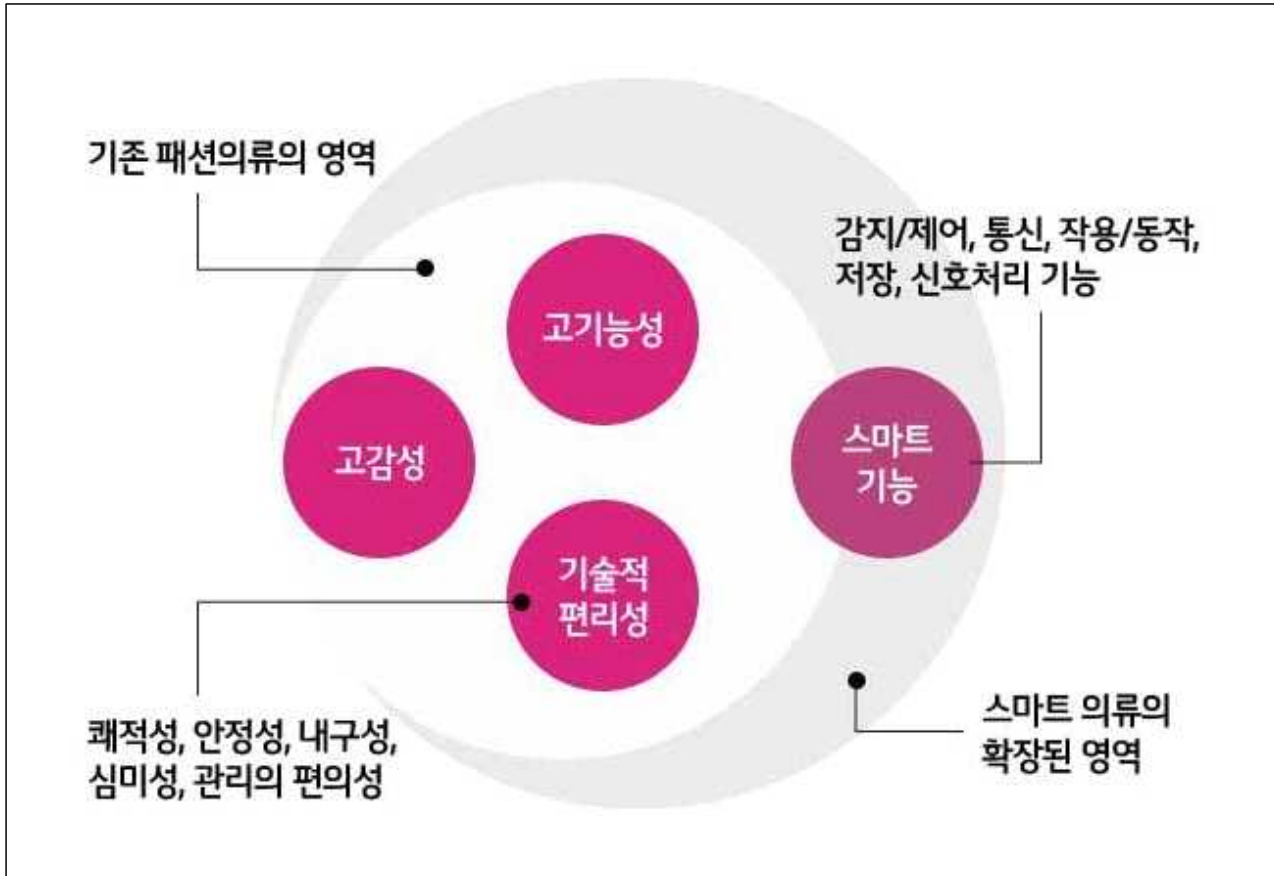 기존 패션의류의 영역
감지/제어, 통신, 작용/동작,
저장, 신호처리 기능
고기능성
고감성
스마트
기능
기술적
편리성
쾌적성, 안정성, 내구성,
심미성, 관리의 편의성
스마트 의류의
확장된 영역